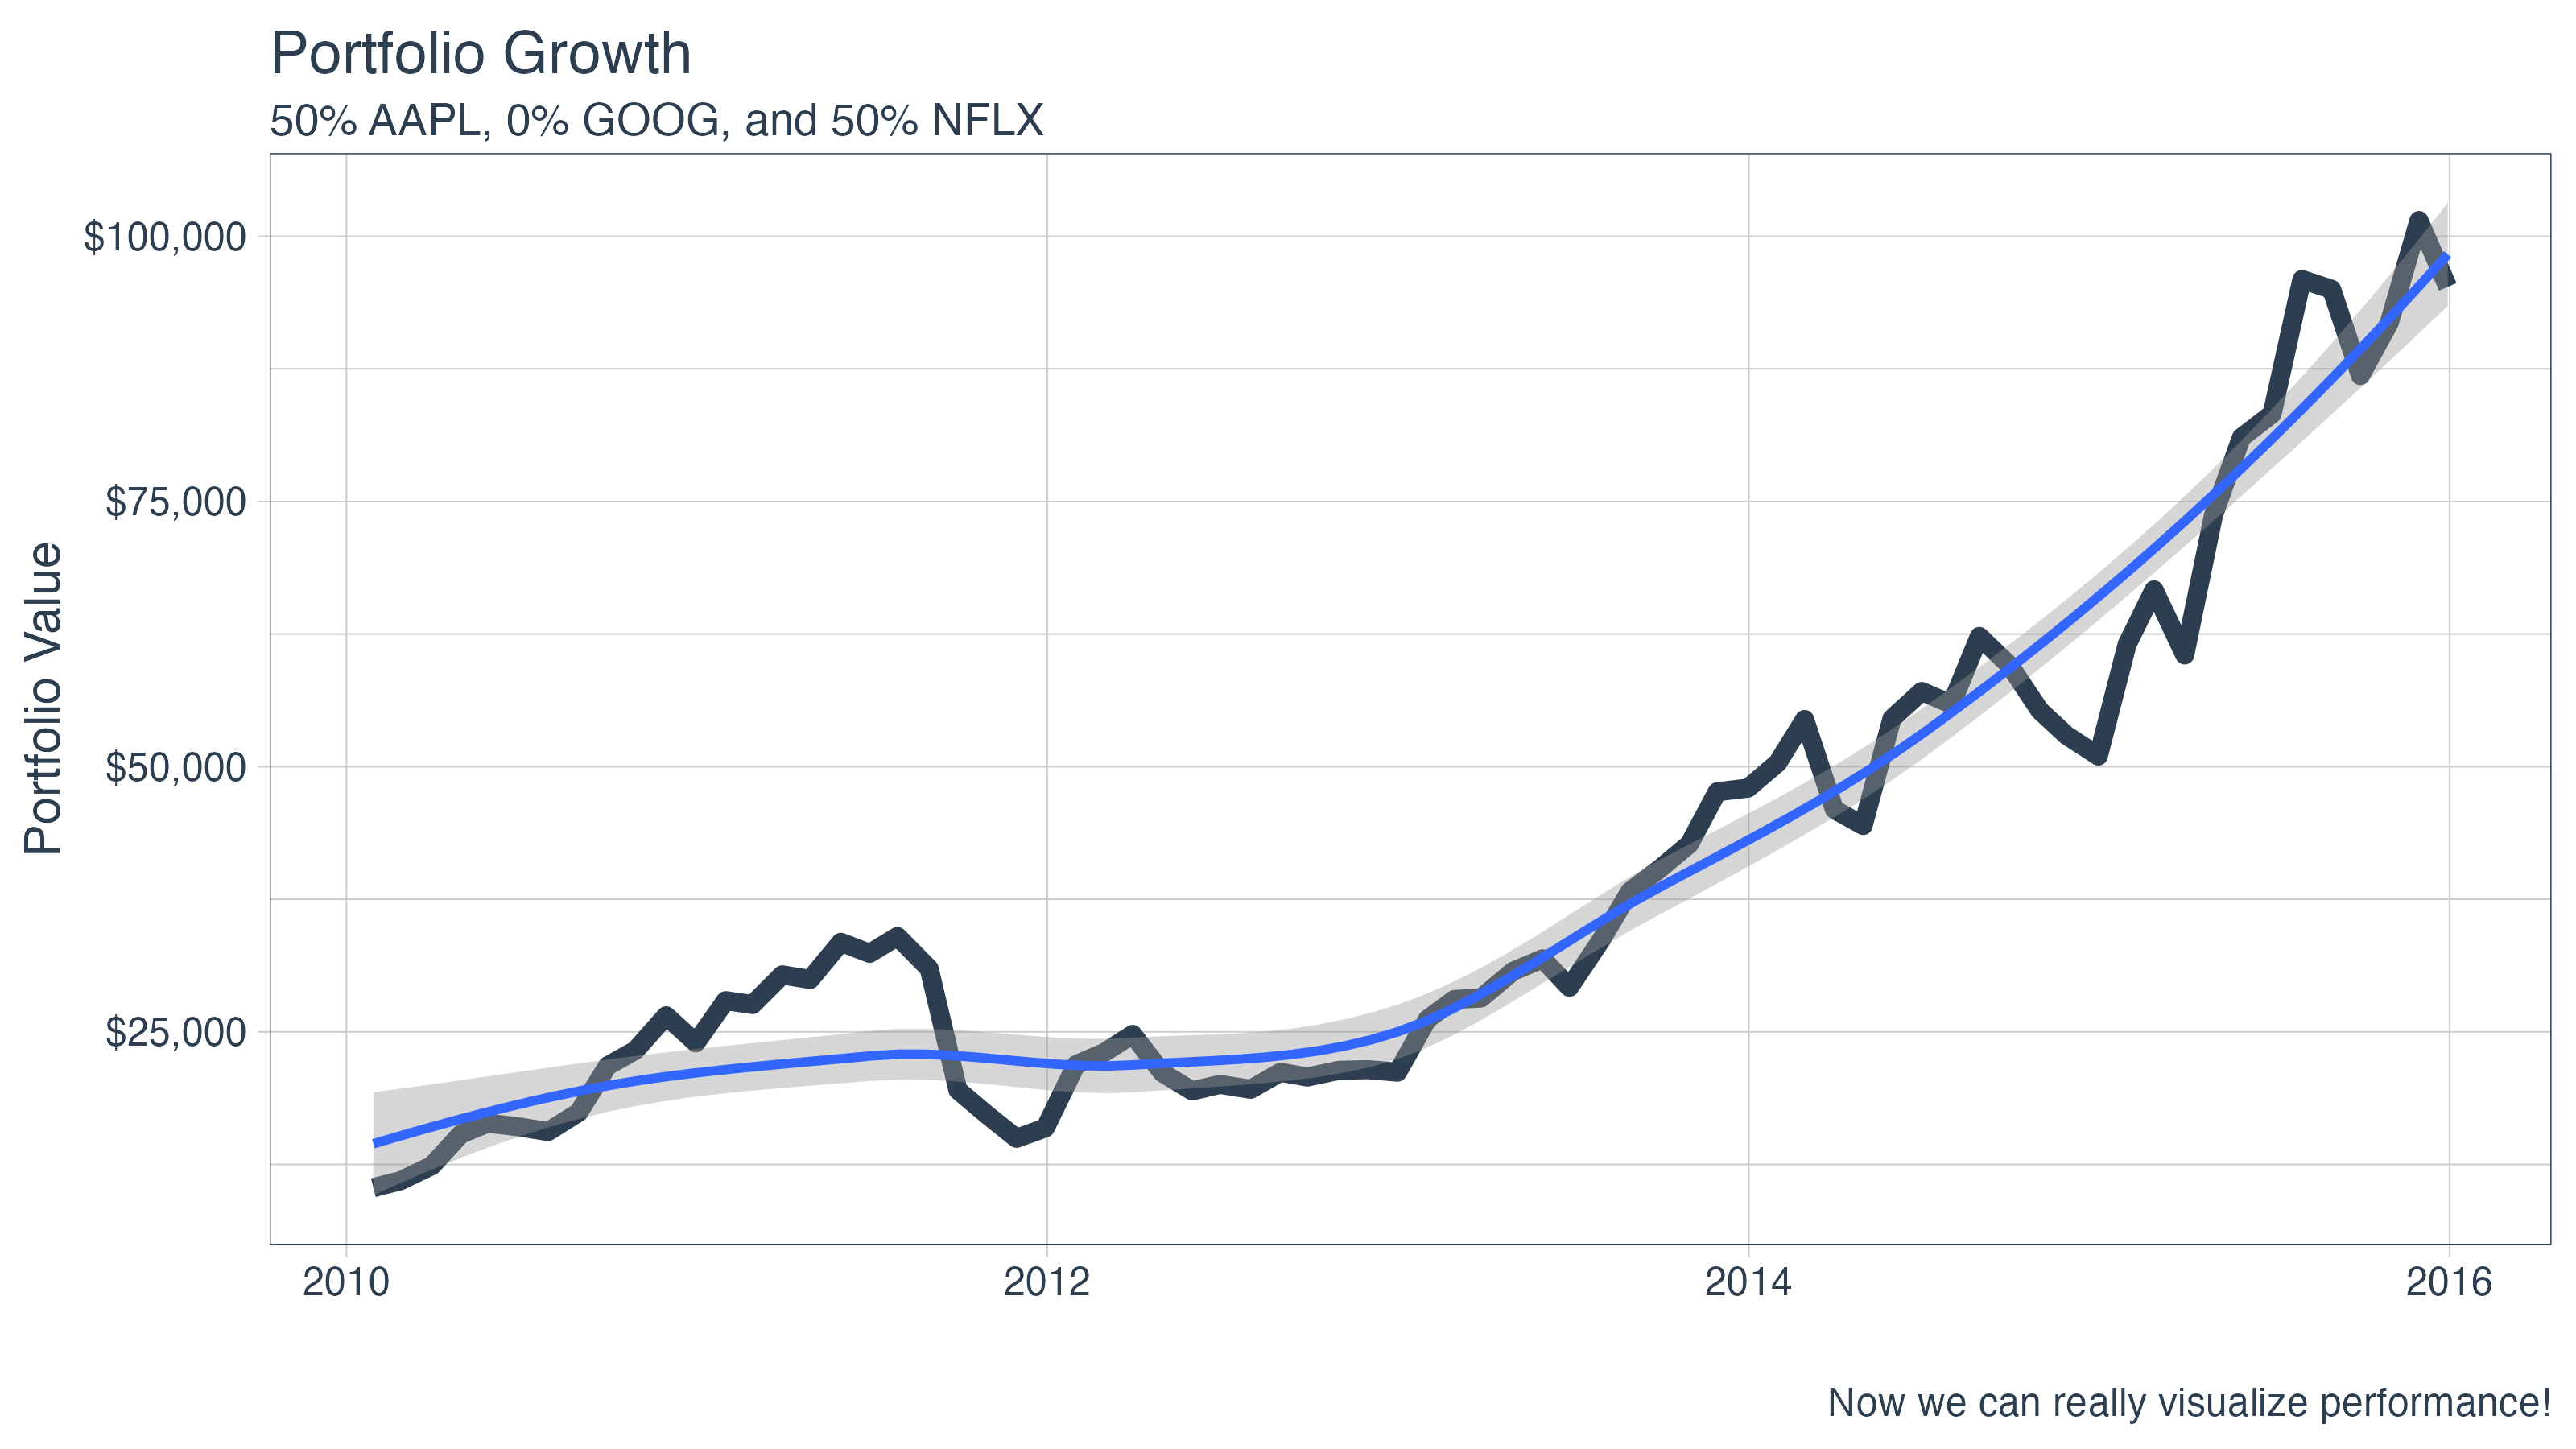 Portfolio Growth
50% AAPL, 0% GOOG, and 50% NFLX
Portfolio Value
$100,000
$75,000
$50,000
$25,000
2010
2012
2014
2016
Now we can really visualize performance!